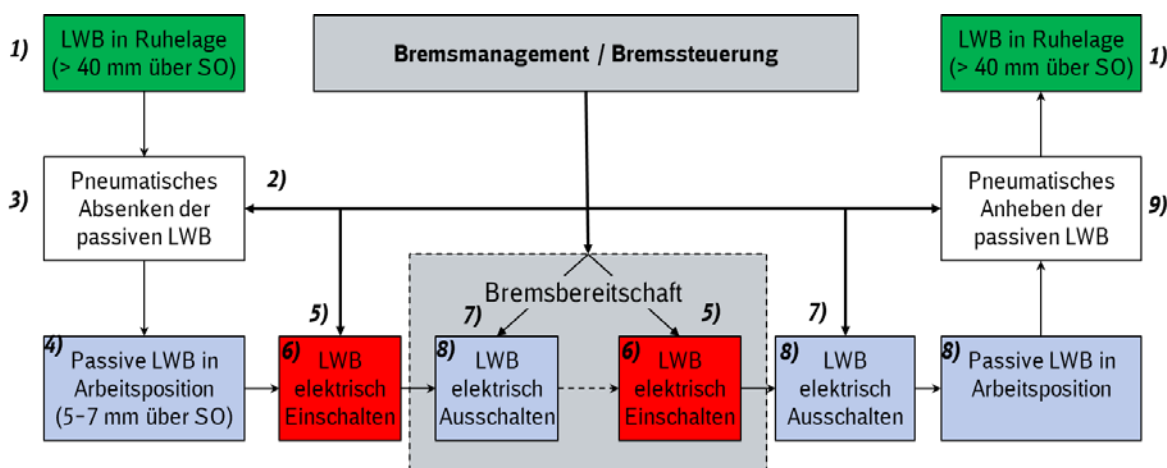 1)
LWB in Ruhelage
(> 40 mm über SO)
Bremsmanagement / Bremssteuerung
LWB in Ruhelage
(> 40 mm über SO)
1)
3)
Pneumatisches
Absenken der
passiven LWB
2)
Pneumatisches
Anheben der
passiven LWB
9)
Bremsbereitschaft
5)
7)
5)
7)
4)
Passive LWB in
Arbeitsposition
(5–7 mm über SO)
6)
LWB
elektrisch
Einschalten
8)
LWB
elektrisch
Ausschalten
6)
LWB
elektrisch
Einschalten
8)
LWB
elektrisch
Ausschalten
8)
Passive LWB in
Arbeitsposition